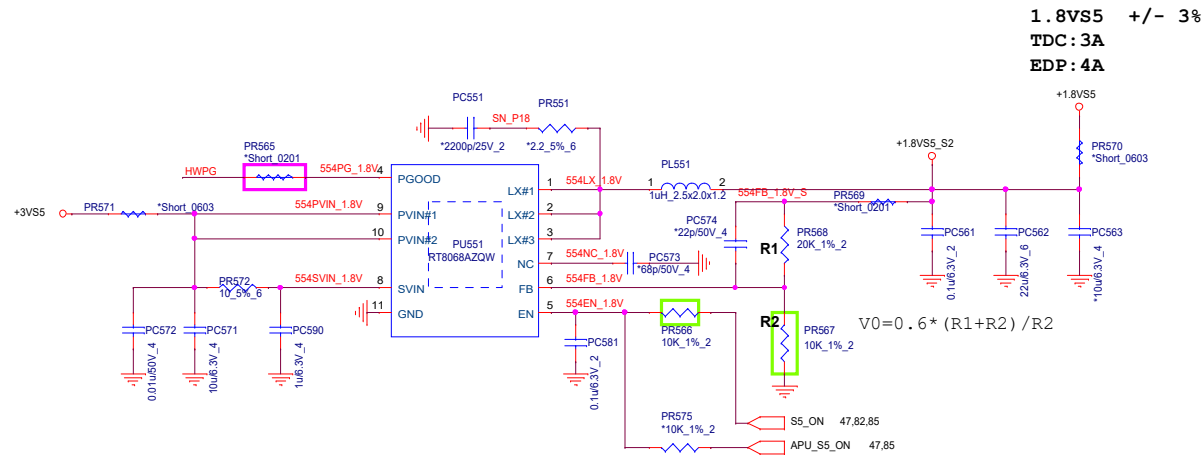 1.8VS5 +/- 3%
TDC:3A
EDP:4A
+1.8VS5
PC551
SN_P18
PR551
*2200p/25V_2
*2.2_5%_6
+1.8VS5_S2
PR570
*Short_0603
PR565
*Short_0201
HWPG
554PG_1.8V
4
PGOOD
LX#1
1
554LX_1.8V
PL551
1
2
1uH_2.5x2.0x1.2
554FB_1.8V_S
PR569
*Short_0201
+3VS5
PR571
*Short_0603
554PVIN_1.8V
9
PVIN#1
LX#2
2
10
PVIN#2
LX#3
3
PU551
RT8068AZQW
PC574
*22p/50V_4
R1
PR568
20K_1%_2
PC561
0.1u/6.3V_2
PC562
22u/6.3V_6
PC563
*10u/6.3V_4
NC
7
554NC_1.8V
PC573
*68p/50V_4
PR572
10_5%_6
554SVIN_1.8V
8
SVIN
FB
6
554FB_1.8V
11
GND
EN
5
554EN_1.8V
PR566
10K_1%_2
R2
PR567
10K_1%_2
V0=0.6*(R1+R2)/R2
PC572
0.01u/50V_4
PC571
10u/6.3V_4
PC590
1u/6.3V_4
PC581
0.1u/6.3V_2
PR575
*10K_1%_2
S5_ON 47,82,85
APU_S5_ON 47,85